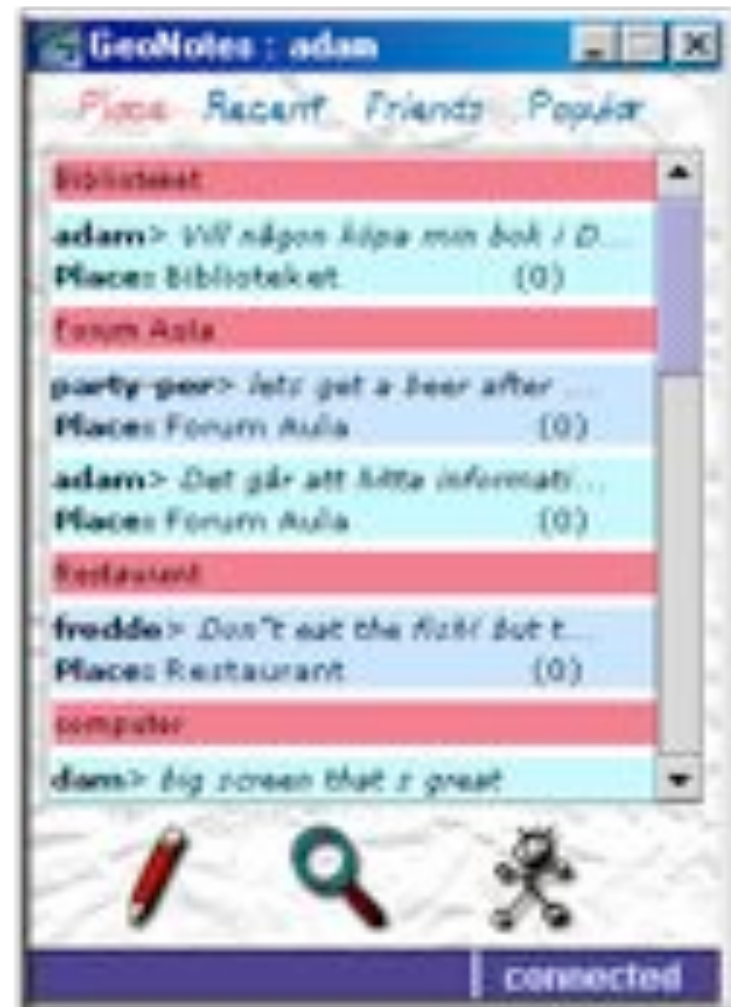 GeoNotes : adam
Place Recent Friends Popular
Biblioteket
adam> Vill någon köpa min bok i D...
Place: Biblioteket (0)
Forum Aula
party-per> lets get a beer after ...
Place: Forum Aula (0)
adam> Det går att hitta informati...
Place: Forum Aula (0)
Restaurant
fredde> Don"t eat the fish! but t...
Place: Restaurant (0)
computer
dam> big screen that s great
connected